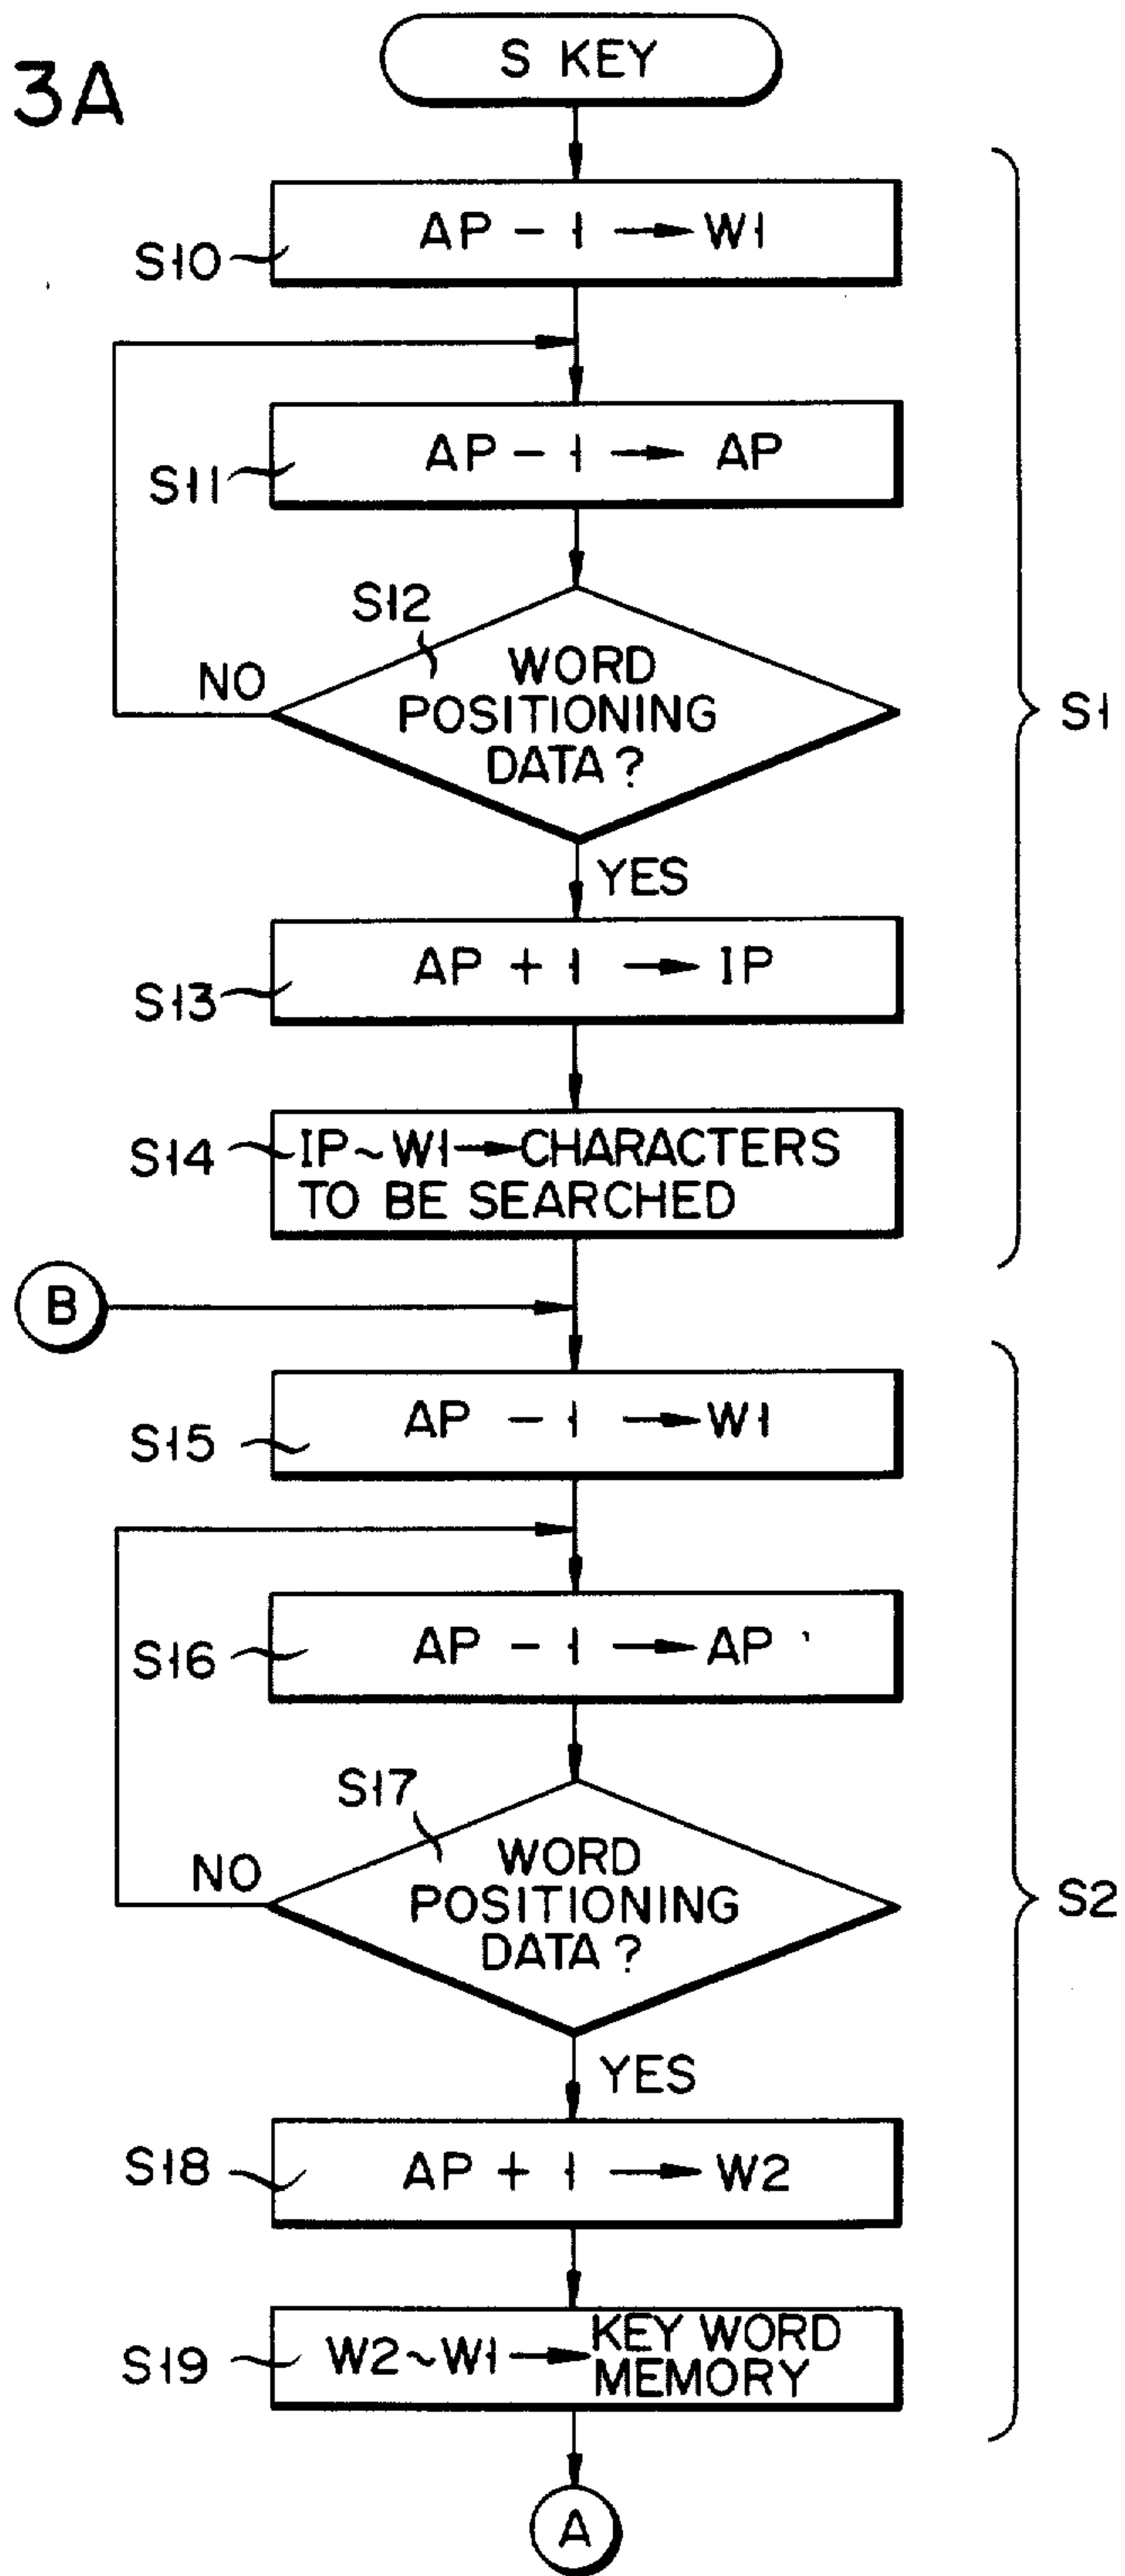 3A
S KEY
S10
AP - 1 → W1
S11
AP - 1 → AP
S12
WORD
POSITIONING
DATA?
NO
YES
S13
AP + 1 → IP
S14
IP~W1→CHARACTERS
TO BE SEARCHED
S1
B
S15
AP - 1 → W1
S16
AP - 1 → AP
S17
WORD
POSITIONING
DATA?
NO
YES
S18
AP + 1 → W2
S19
W2~W1→KEY WORD
MEMORY
S2
A